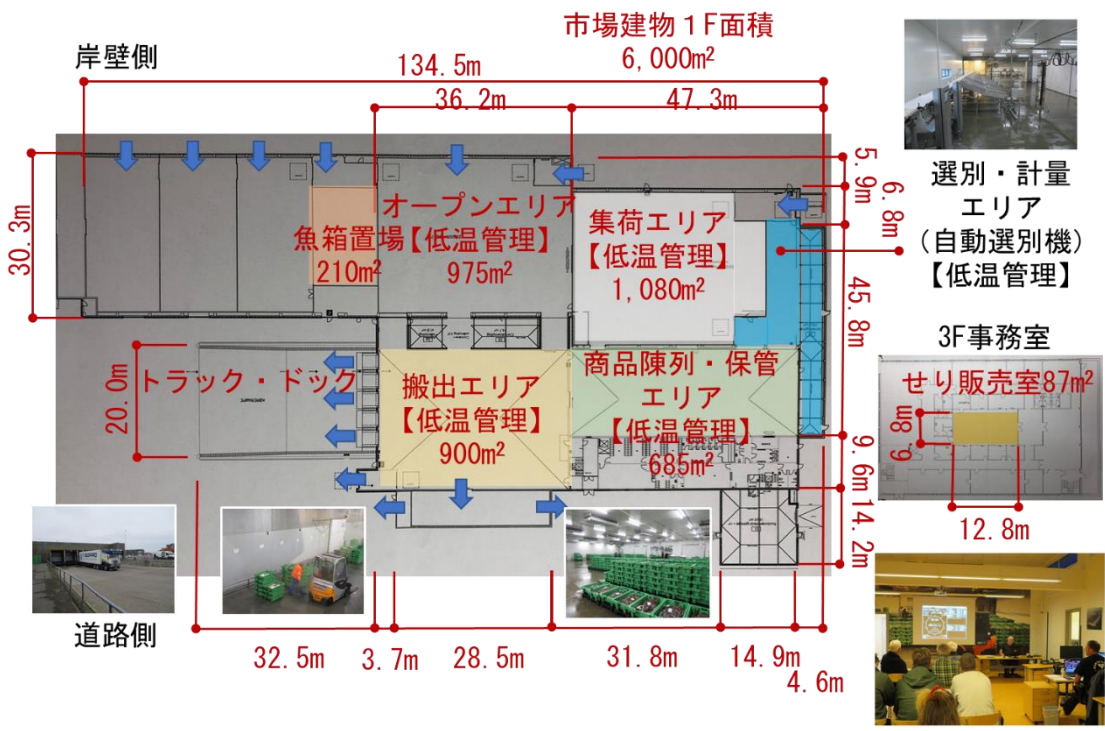 市場建物１F面積
6,000m²
岸壁側
134.5m
36.2m
47.3m
5.9m
6.8m
選別・計量
エリア
（自動選別機）
【低温管理】
30.3m
オープンエリア
【低温管理】
975m²
魚箱置場
210m²
集荷エリア
【低温管理】
1,080m²
45.8m
3F事務室
せり販売室87m²
6.8m
12.8m
20.0m
トラック・ドック
搬出エリア
【低温管理】
900m²
商品陳列・保管
エリア
【低温管理】
685m²
9.6m
14.2m
道路側
32.5m
3.7m
28.5m
31.8m
14.9m
4.6m